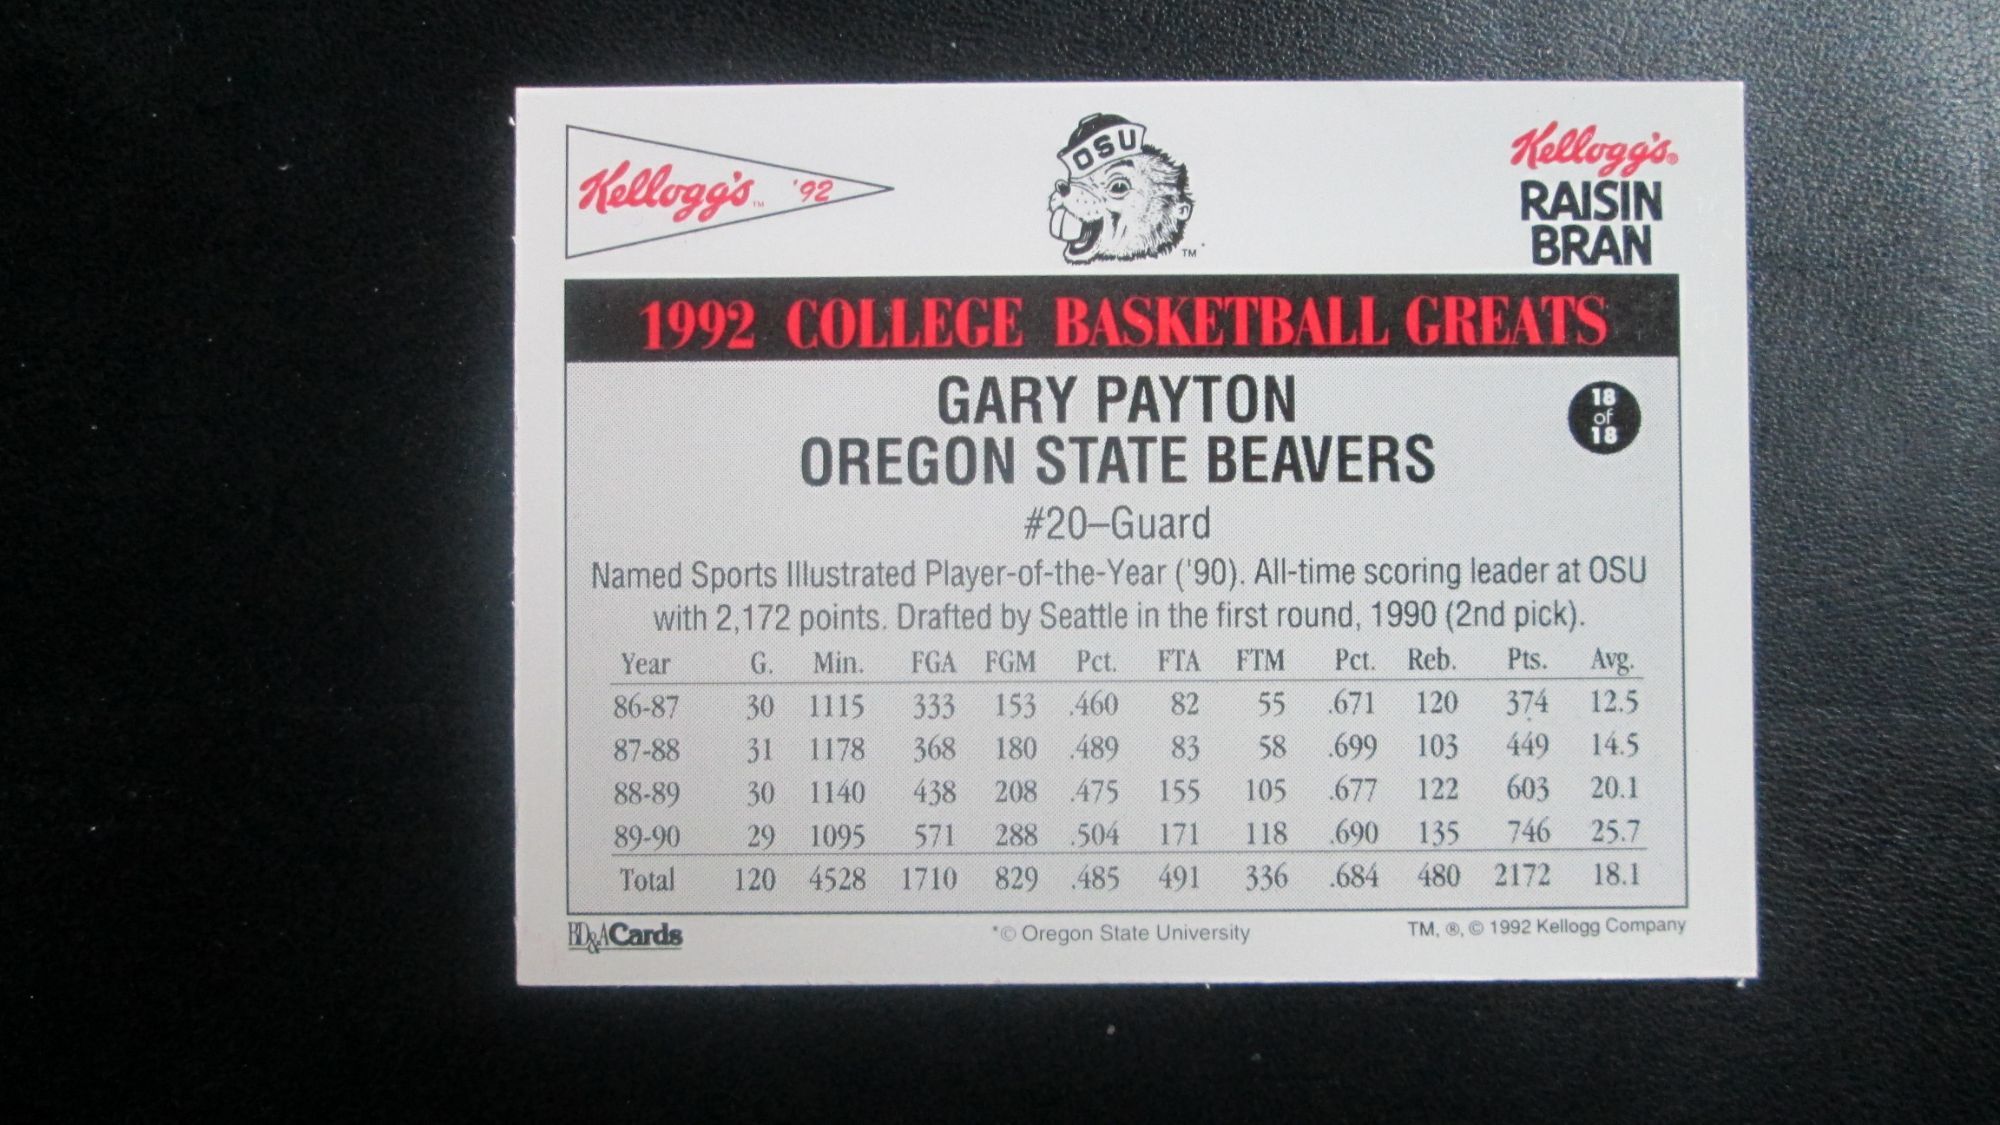 Kellogg's™ '92
OSU
TM*
Kellogg's®
RAISIN
BRAN
1992 COLLEGE BASKETBALL GREATS
GARY PAYTON
18
of
18
OREGON STATE BEAVERS
#20–Guard
Named Sports Illustrated Player-of-the-Year ('90). All-time scoring leader at OSU
with 2,172 points. Drafted by Seattle in the first round, 1990 (2nd pick).
Year G. Min. FGA FGM Pct. FTA FTM Pct. Reb. Pts. Avg.
86-87 30 1115 333 153 .460 82 55 .671 120 374 12.5
87-88 31 1178 368 180 .489 83 58 .699 103 449 14.5
88-89 30 1140 438 208 .475 155 105 .677 122 603 20.1
89-90 29 1095 571 288 .504 171 118 .690 135 746 25.7
Total 120 4528 1710 829 .485 491 336 .684 480 2172 18.1
BD&ACards
*© Oregon State University
TM, ®, © 1992 Kellogg Company